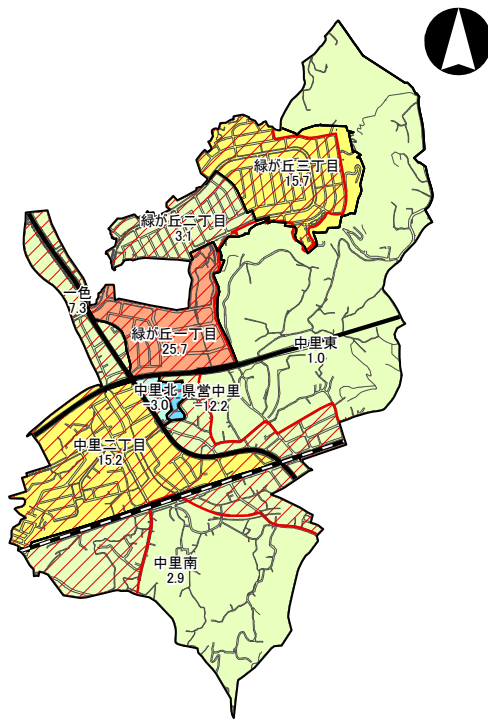 緑が丘三丁目
15.7
緑が丘二丁目
3.1
一色
7.3
緑が丘一丁目
25.7
中里東
1.0
中里北
-3.0
県営中里
-12.2
中里二丁目
15.2
中里南
2.9